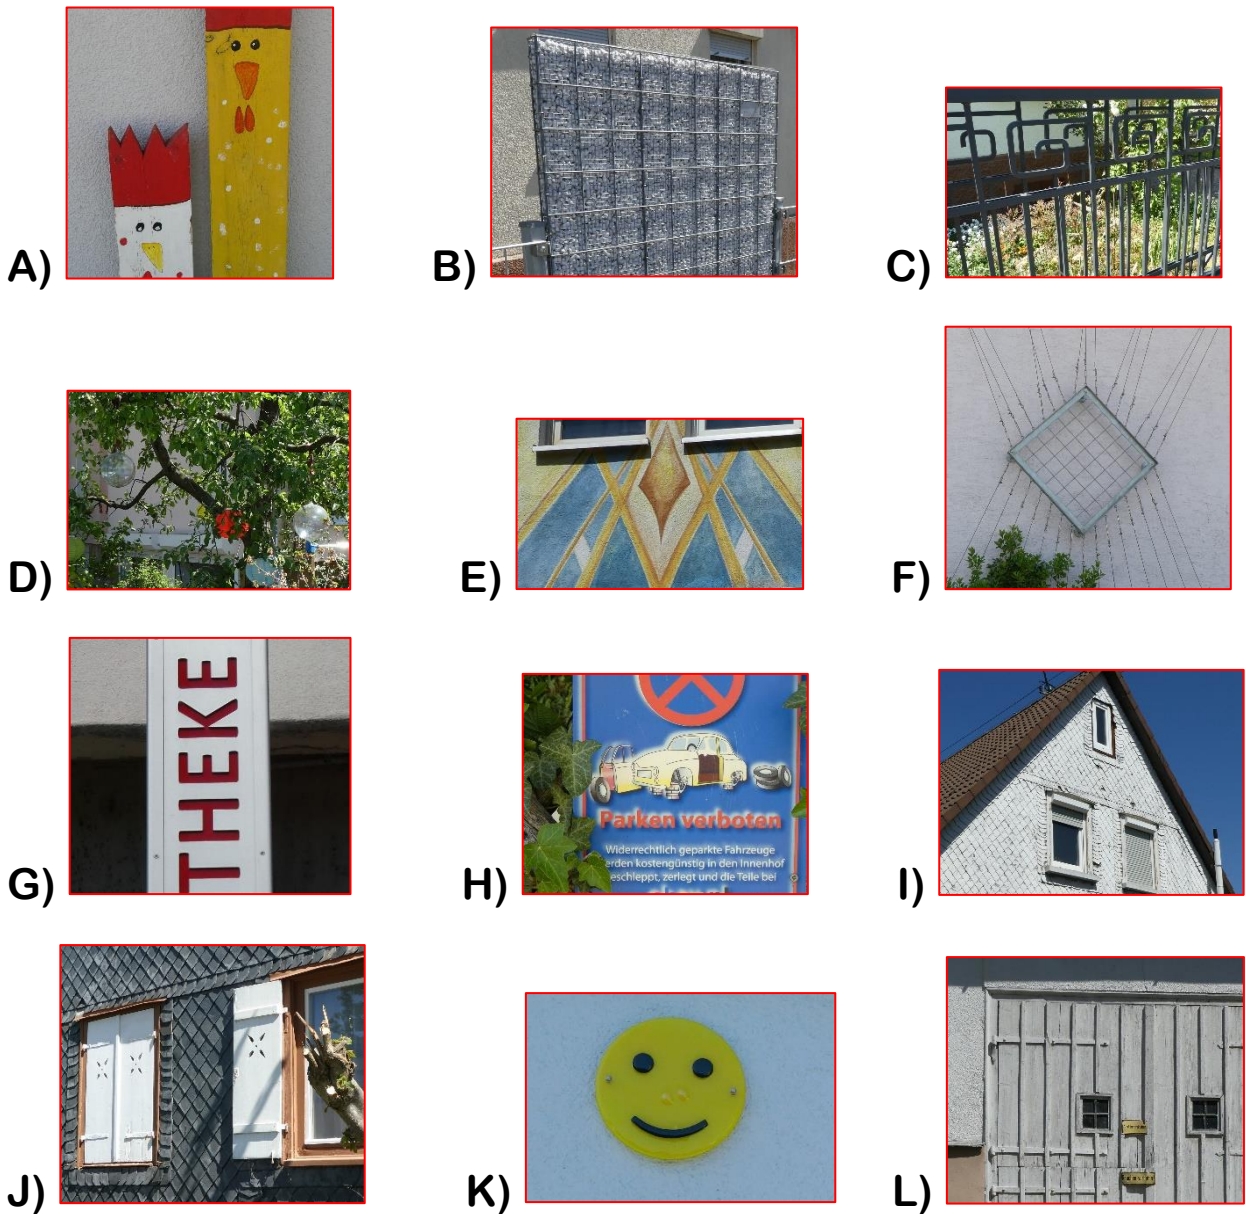 A)
B)
C)
D)
E)
F)
THEKE
G)
Parken verboten
Widerrechtlich geparkte Fahrzeuge
erden kostengünstig in den Innenhof
eschleppt, zerlegt und die Teile bei
H)
I)
J)
K)
L)